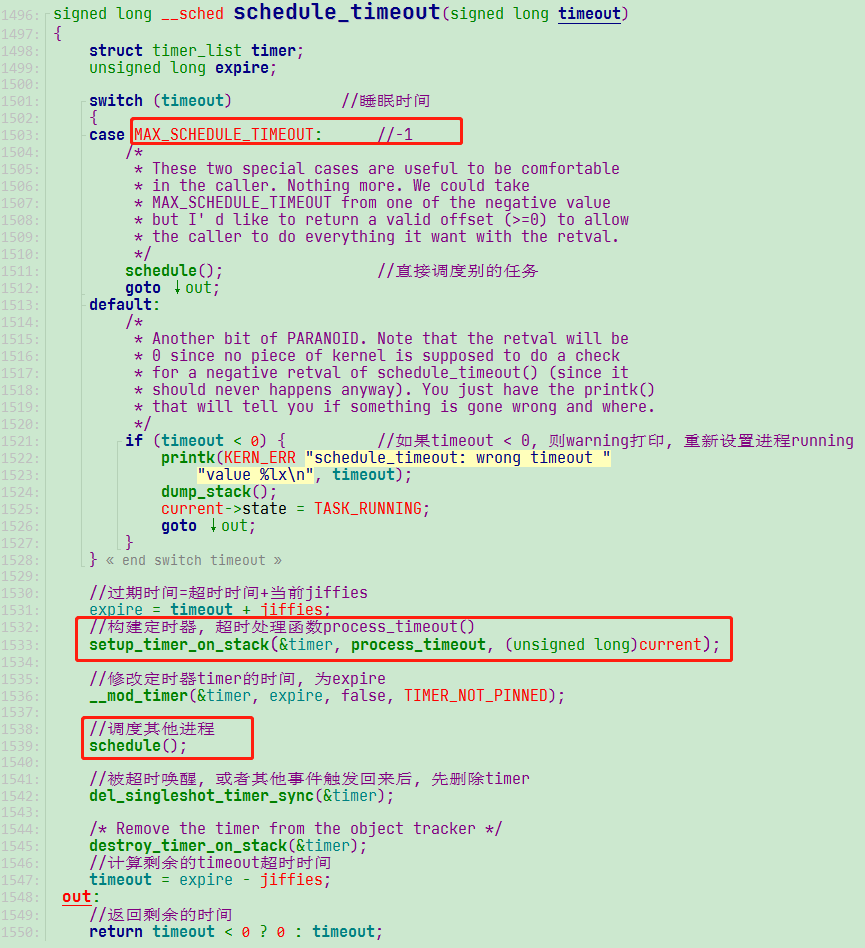 1496: signed long __sched schedule_timeout(signed long timeout)
1497: {
1498: struct timer_list timer;
1499: unsigned long expire;
1500:
1501: switch (timeout) //睡眠时间
1502: {
1503: case MAX_SCHEDULE_TIMEOUT: //-1
1504: /*
1505: * These two special cases are useful to be comfortable
1506: * in the caller. Nothing more. We could take
1507: * MAX_SCHEDULE_TIMEOUT from one of the negative value
1508: * but I' d like to return a valid offset (>=0) to allow
1509: * the caller to do everything it want with the retval.
1510: */
1511: schedule(); //直接调度别的任务
1512: goto ↓out;
1513: default:
1514: /*
1515: * Another bit of PARANOID. Note that the retval will be
1516: * 0 since no piece of kernel is supposed to do a check
1517: * for a negative retval of schedule_timeout() (since it
1518: * should never happens anyway). You just have the printk()
1519: * that will tell you if something is gone wrong and where.
1520: */
1521: if (timeout < 0) { //如果timeout < 0, 则warning打印, 重新设置进程running
1522: printk(KERN_ERR "schedule_timeout: wrong timeout "
1523: "value %lx\n", timeout);
1524: dump_stack();
1525: current->state = TASK_RUNNING;
1526: goto ↓out;
1527: }
1528: } « end switch timeout »
1529:
1530: //过期时间=超时时间+当前jiffies
1531: expire = timeout + jiffies;
1532: //构建定时器, 超时处理函数process_timeout()
1533: setup_timer_on_stack(&timer, process_timeout, (unsigned long)current);
1534:
1535: //修改定时器timer的时间, 为expire
1536: __mod_timer(&timer, expire, false, TIMER_NOT_PINNED);
1537:
1538: //调度其他进程
1539: schedule();
1540:
1541: //被超时唤醒, 或者其他事件触发回来后, 先删除timer
1542: del_singleshot_timer_sync(&timer);
1543:
1544: /* Remove the timer from the object tracker */
1545: destroy_timer_on_stack(&timer);
1546: //计算剩余的timeout超时时间
1547: timeout = expire - jiffies;
1548: out:
1549: //返回剩余的时间
1550: return timeout < 0 ? 0 : timeout;